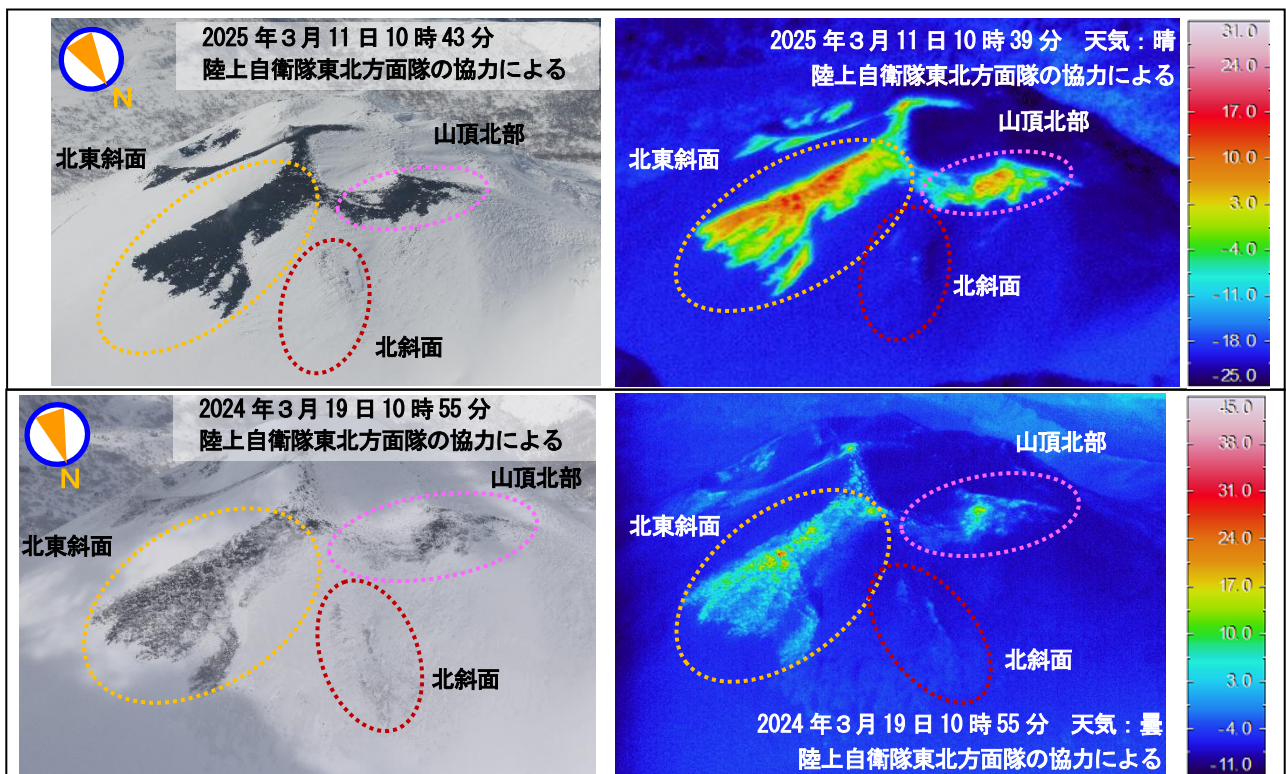 2025年3月11日10時43分
陸上自衛隊東北方面隊の協力による
N
北東斜面
山頂北部
北斜面
2025年3月11日10時39分 天気:晴
陸上自衛隊東北方面隊の協力による
山頂北部
北東斜面
北斜面
31.0
24.0
17.0
10.0
3.0
-4.0
-11.0
-18.0
-25.0
2024年3月19日10時55分
陸上自衛隊東北方面隊の協力による
N
山頂北部
北東斜面
北斜面
山頂北部
北東斜面
北斜面
2024年3月19日10時55分 天気:曇
陸上自衛隊東北方面隊の協力による
45.0
38.0
31.0
24.0
17.0
10.0
3.0
-4.0
-11.0